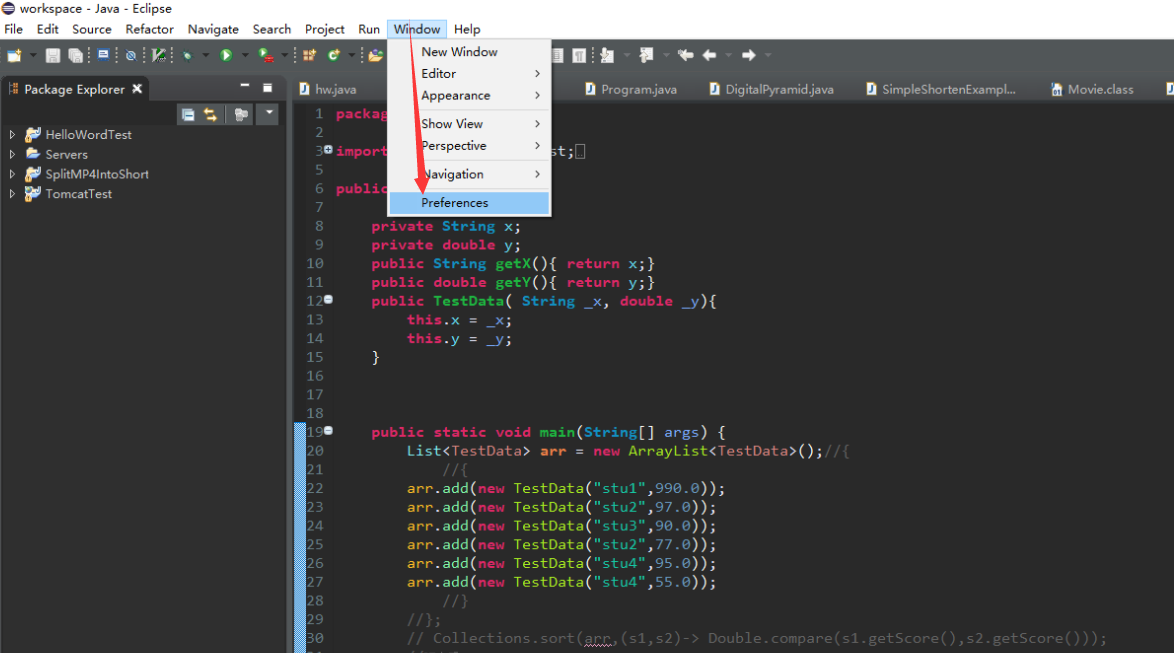 workspace - Java - Eclipse
File Edit Source Refactor Navigate Search Project Run Window Help
New Window
Editor
Appearance
Show View
Perspective
Navigation
Preferences
Package Explorer
hw.java Program.java DigitalPyramid.java SimpleShortenExampl... Movie.class
HelloWordTest
Servers
SplitMP4IntoShort
TomcatTest
1 packag
2
3 import st;
5
6 public
7
8 private String x;
9 private double y;
10 public String getX(){ return x;}
11 public double getY(){ return y;}
12 public TestData( String _x, double _y){
13 this.x = _x;
14 this.y = _y;
15 }
16
17
18
19 public static void main(String[] args) {
20 List<TestData> arr = new ArrayList<TestData>();//{
21 //{
22 arr.add(new TestData("stu1",990.0));
23 arr.add(new TestData("stu2",97.0));
24 arr.add(new TestData("stu3",90.0));
25 arr.add(new TestData("stu2",77.0));
26 arr.add(new TestData("stu4",95.0));
27 arr.add(new TestData("stu4",55.0));
28 //}
29 //};
30 // Collections.sort(arr,(s1,s2)-> Double.compare(s1.getScore(),s2.getScore()));